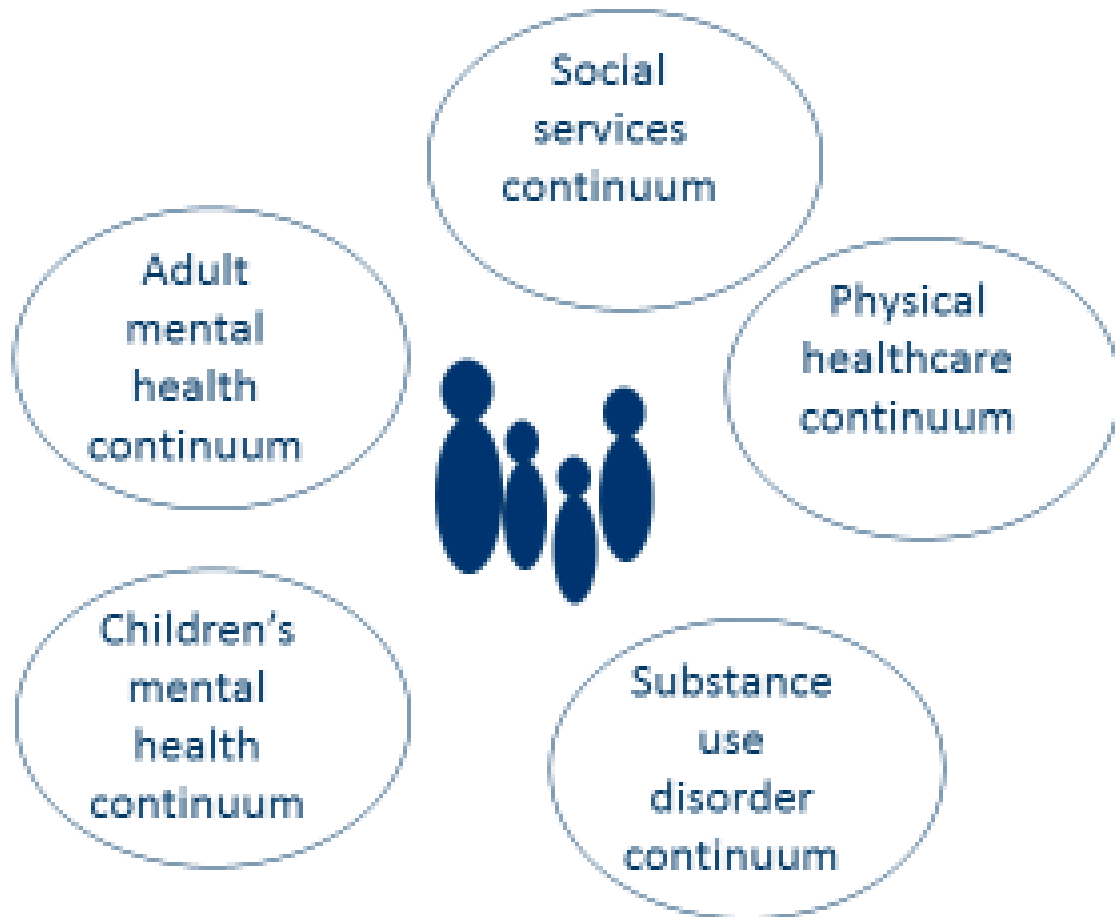 Social
services
continuum
Adult
mental
health
continuum
Physical
healthcare
continuum
Children's
mental
health
continuum
Substance
use
disorder
continuum